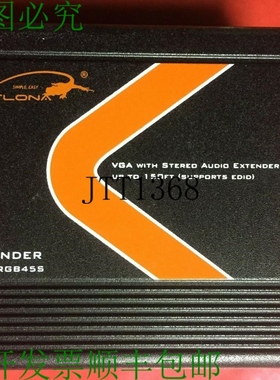 图必究
SIMPLE, EASY
TLONA®
VGA WITH STEREO AUDIO EXTENDER
UP TO 150FT (SUPPORTS EDID)
JTT1368
ENDER
RGB45S
开发票顺丰包邮